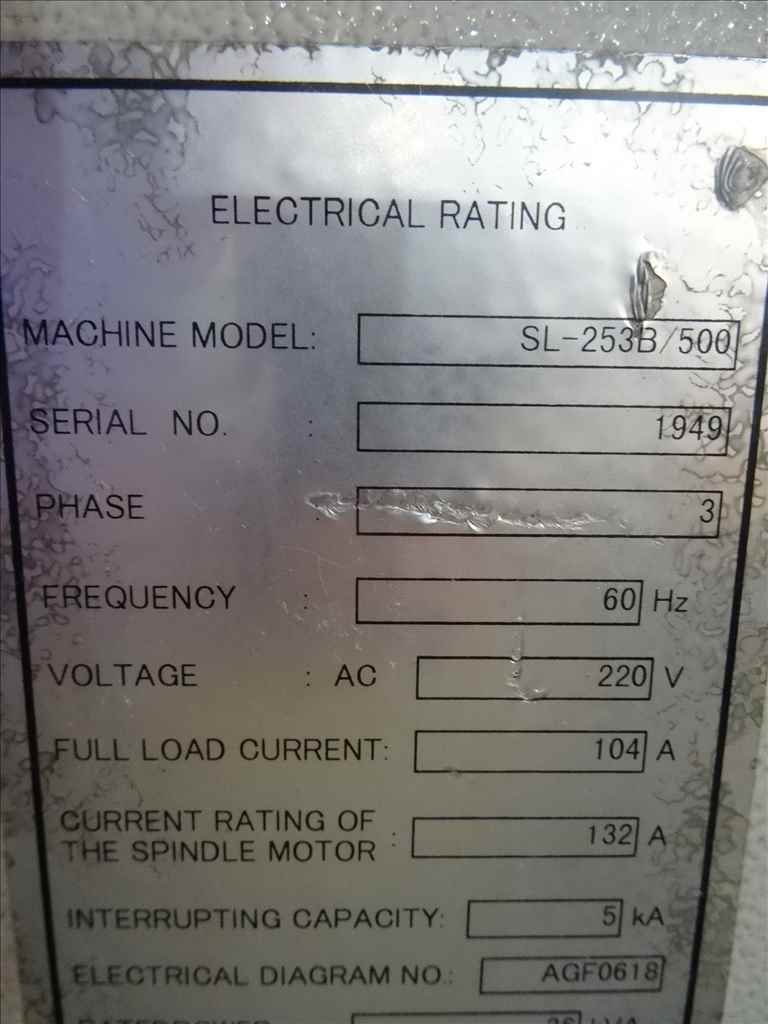 ELECTRICAL RATING
MACHINE MODEL: SL-253B/500
SERIAL NO. : 1949
PHASE : 3
FREQUENCY : 60 Hz
VOLTAGE : AC 220 V
FULL LOAD CURRENT: 104 A
CURRENT RATING OF
THE SPINDLE MOTOR : 132 A
INTERRUPTING CAPACITY: 5 kA
ELECTRICAL DIAGRAM NO.: AGF0618